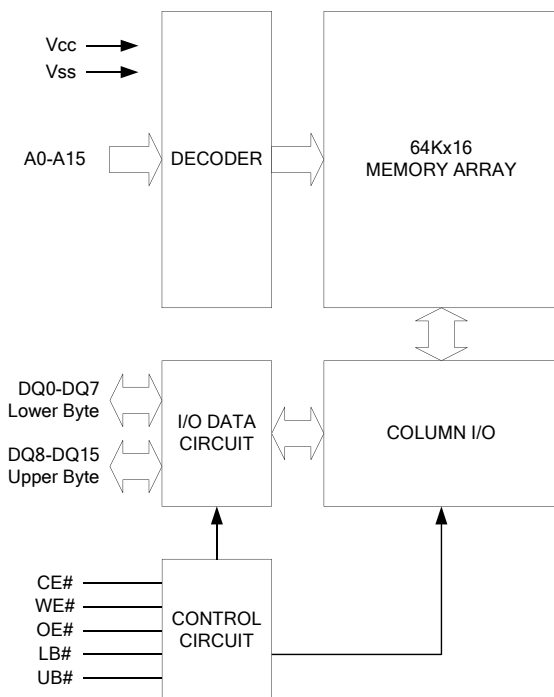 Vcc
Vss
A0-A15
DECODER
64Kx16
MEMORY ARRAY
DQ0-DQ7
Lower Byte
DQ8-DQ15
Upper Byte
I/O DATA
CIRCUIT
COLUMN I/O
CE#
WE#
OE#
LB#
UB#
CONTROL
CIRCUIT